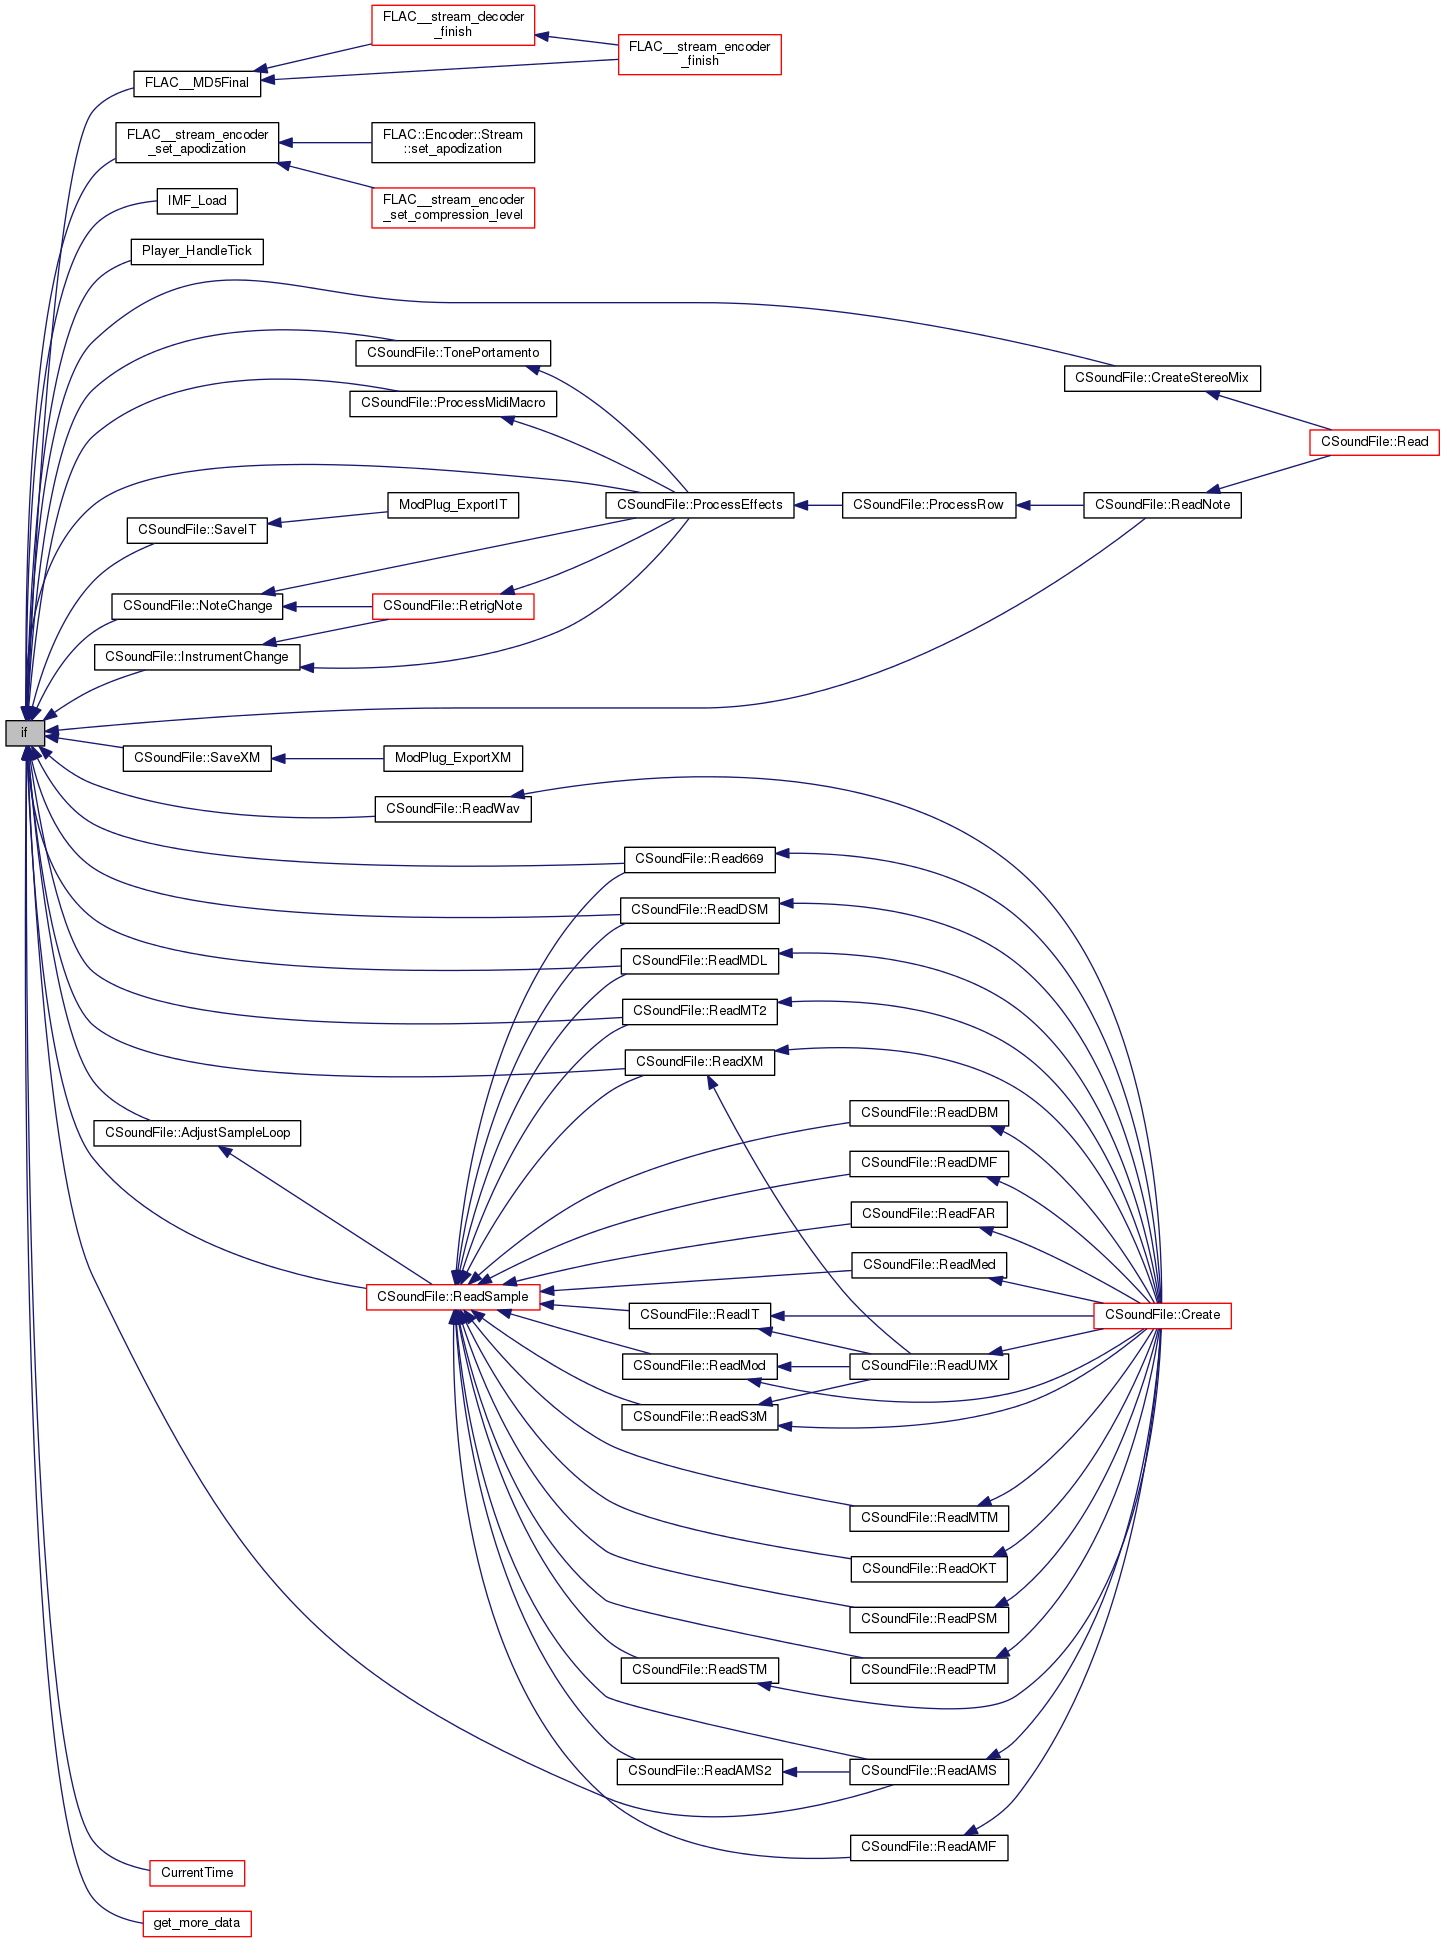 FLAC__stream_decoder
_finish
FLAC__stream_encoder
_finish
FLAC__MD5Final
FLAC__stream_encoder
_set_apodization
FLAC::Encoder::Stream
::set_apodization
IMF_Load
FLAC__stream_encoder
_set_compression_level
Player_HandleTick
CSoundFile::TonePortamento
CSoundFile::CreateStereoMix
CSoundFile::ProcessMidiMacro
CSoundFile::Read
CSoundFile::SaveIT
ModPlug_ExportIT
CSoundFile::ProcessEffects
CSoundFile::ProcessRow
CSoundFile::ReadNote
CSoundFile::NoteChange
CSoundFile::RetrigNote
CSoundFile::InstrumentChange
if
CSoundFile::SaveXM
ModPlug_ExportXM
CSoundFile::ReadWav
CSoundFile::Read669
CSoundFile::ReadDSM
CSoundFile::ReadMDL
CSoundFile::ReadMT2
CSoundFile::ReadXM
CSoundFile::AdjustSampleLoop
CSoundFile::ReadDBM
CSoundFile::ReadDMF
CSoundFile::ReadFAR
CSoundFile::ReadMed
CSoundFile::ReadSample
CSoundFile::ReadIT
CSoundFile::Create
CSoundFile::ReadMod
CSoundFile::ReadUMX
CSoundFile::ReadS3M
CSoundFile::ReadMTM
CSoundFile::ReadOKT
CSoundFile::ReadPSM
CSoundFile::ReadSTM
CSoundFile::ReadPTM
CSoundFile::ReadAMS2
CSoundFile::ReadAMS
CSoundFile::ReadAMF
CurrentTime
get_more_data